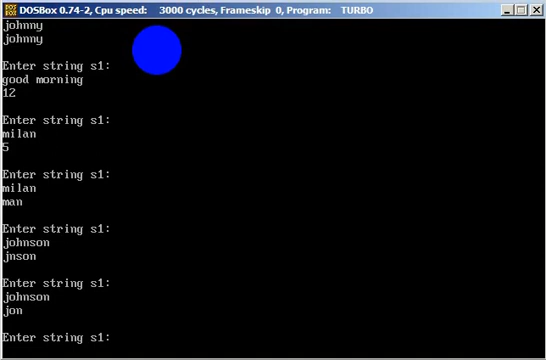 DOSBox 0.74-2, Cpu speed: 3000 cycles, Frameskip 0, Program: TURBO
johnny
johnny
Enter string s1:
good morning
12
Enter string s1:
milan
5
Enter string s1:
milan
man
Enter string s1:
johnson
jnson
Enter string s1:
johnson
jon
Enter string s1: